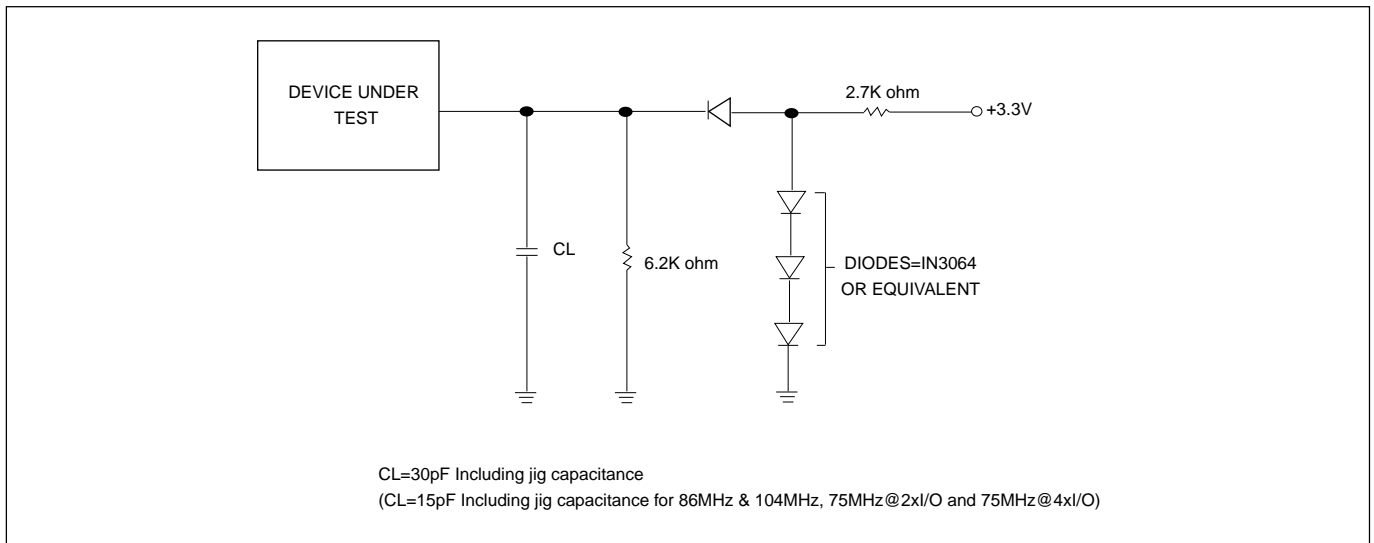 DEVICE UNDER
TEST
2.7K ohm
+3.3V
CL
6.2K ohm
DIODES=IN3064
OR EQUIVALENT
CL=30pF Including jig capacitance
(CL=15pF Including jig capacitance for 86MHz & 104MHz, 75MHz@2xI/O and 75MHz@4xI/O)